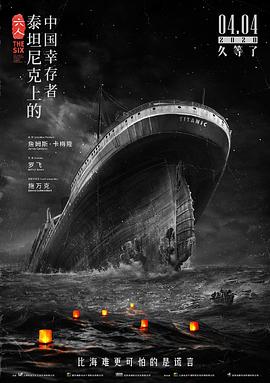 六人
THE SIX
泰坦尼克上的
中国幸存者
04.04
2020
久等了
詹姆斯·卡梅隆
罗飞
施万克
TITANIC
比海难更可怕的是谎言